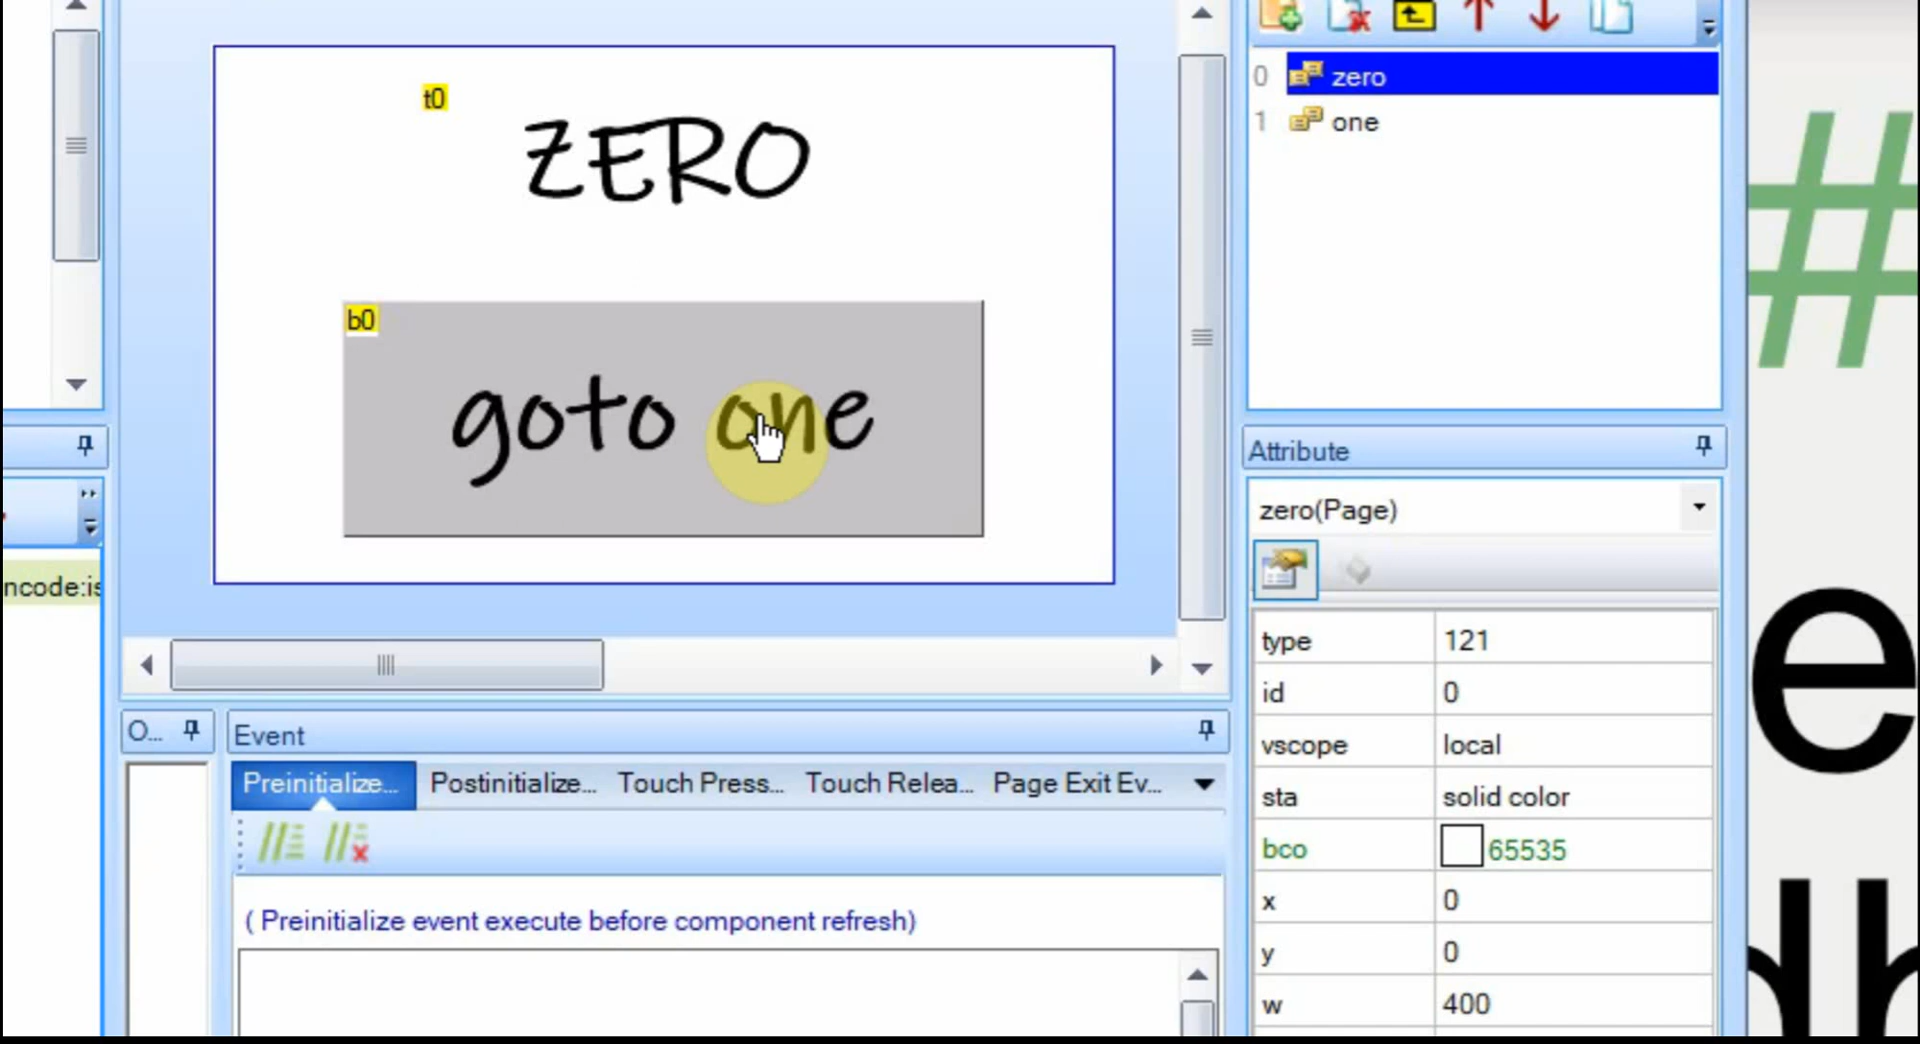 t0
ZERO
b0
goto one
0 zero
1 one
Attribute
zero(Page)
type 121
id 0
vscope local
sta solid color
bco 65535
x 0
y 0
w 400
O...
Event
Preinitialize... Postinitialize... Touch Press... Touch Relea... Page Exit Ev...
( Preinitialize event execute before component refresh)
ncode:is
#
e